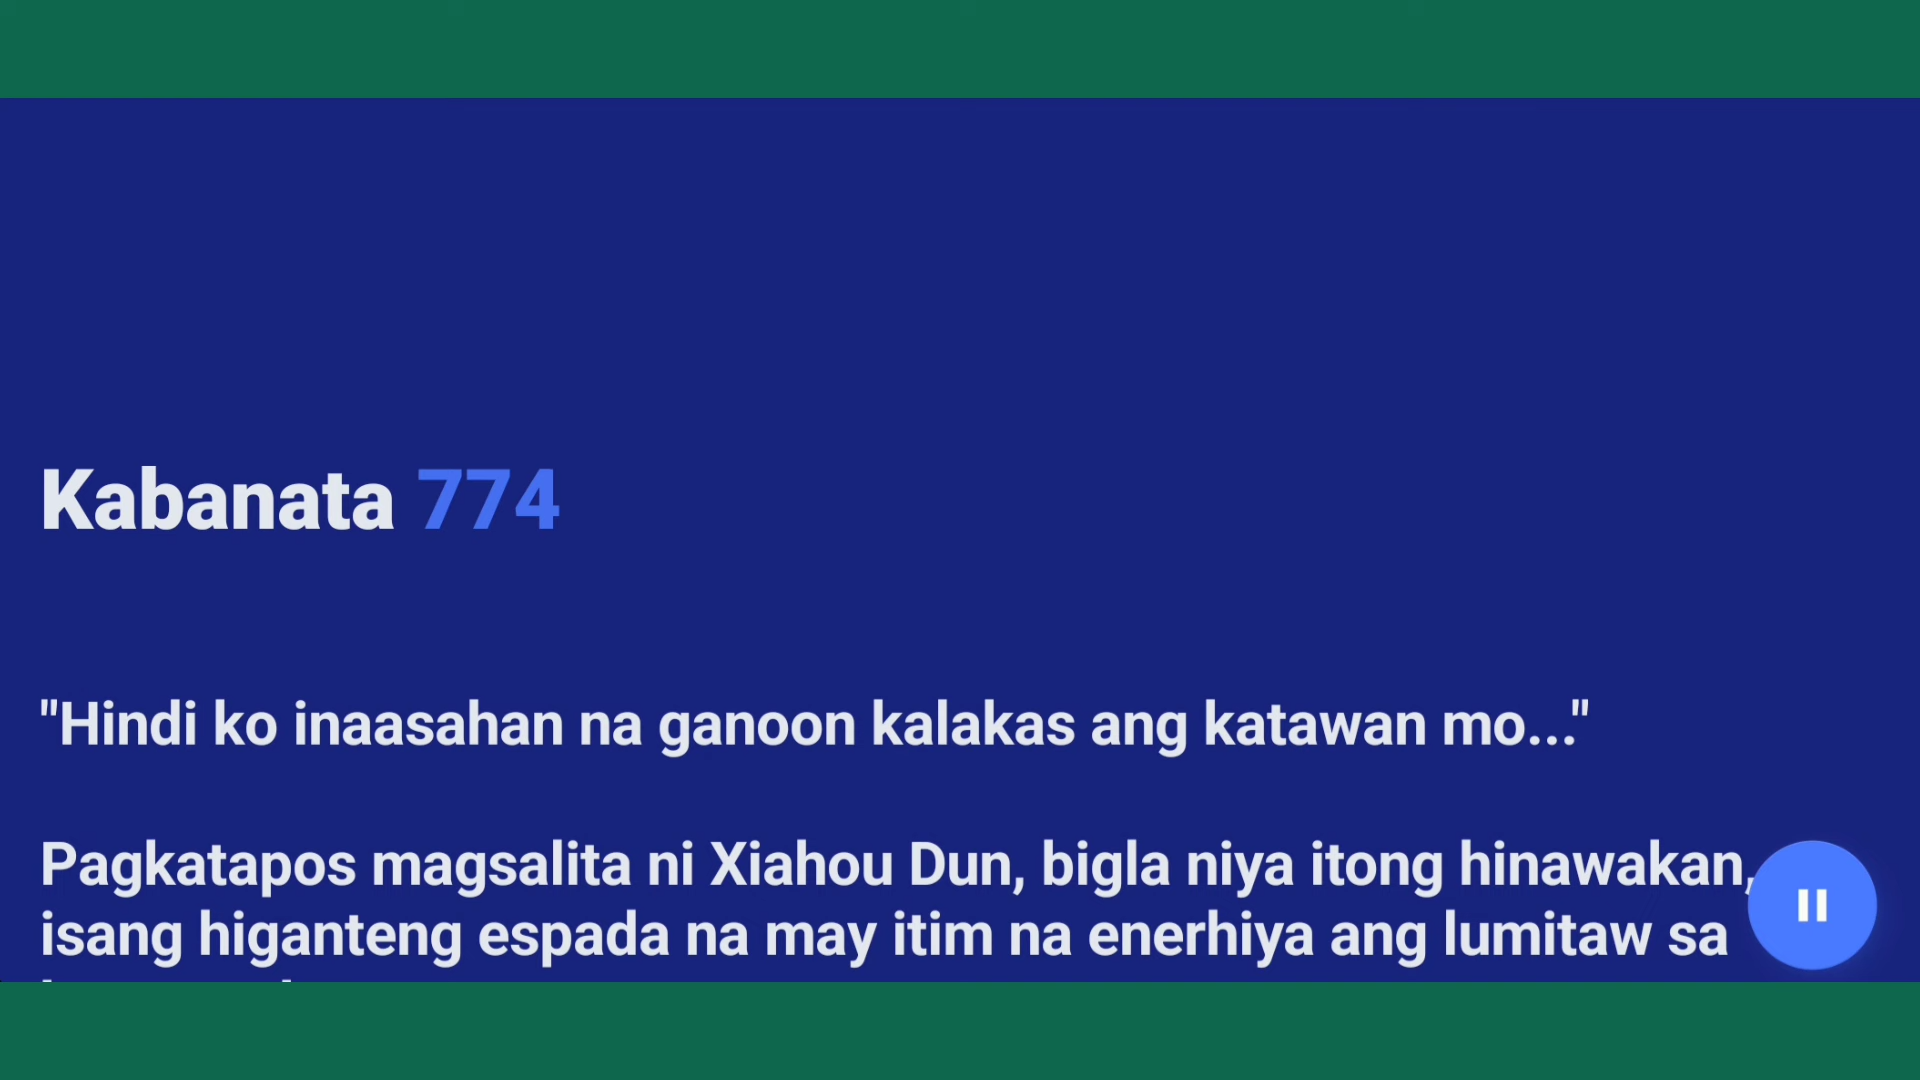 Kabanata 774
"Hindi ko inaasahan na ganoon kalakas ang katawan mo..."
Pagkatapos magsalita ni Xiahou Dun, bigla niya itong hinawakan,
isang higanteng espada na may itim na enerhiya ang lumitaw sa